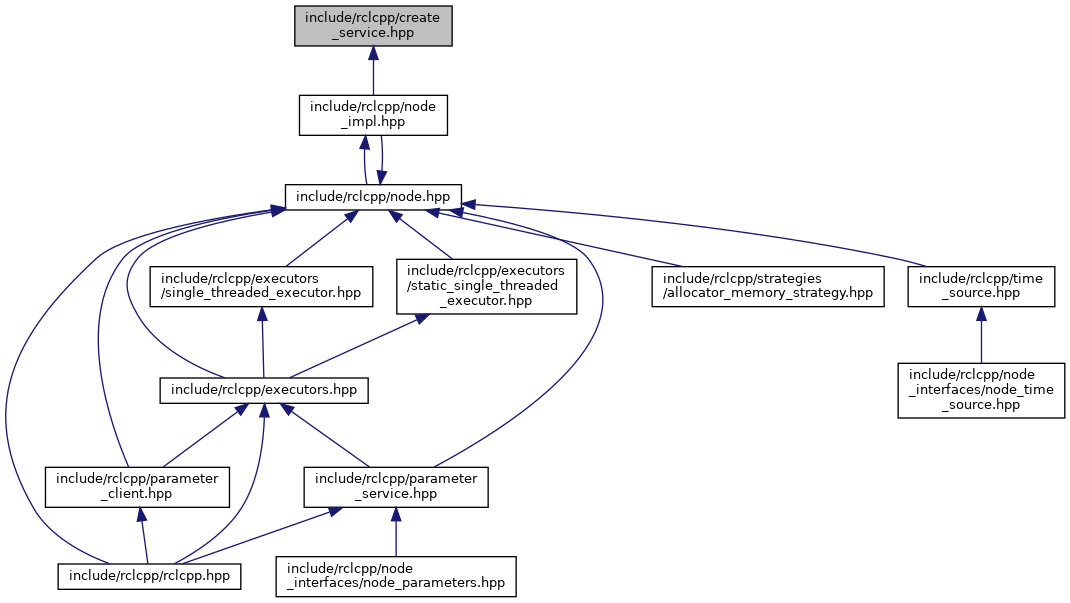 include/rclcpp/create
_service.hpp
include/rclcpp/node
_impl.hpp
include/rclcpp/node.hpp
include/rclcpp/executors
/single_threaded_executor.hpp
include/rclcpp/executors
/static_single_threaded
_executor.hpp
include/rclcpp/strategies
/allocator_memory_strategy.hpp
include/rclcpp/time
_source.hpp
include/rclcpp/executors.hpp
include/rclcpp/node
_interfaces/node_time
_source.hpp
include/rclcpp/parameter
_client.hpp
include/rclcpp/parameter
_service.hpp
include/rclcpp/rclcpp.hpp
include/rclcpp/node
_interfaces/node_parameters.hpp